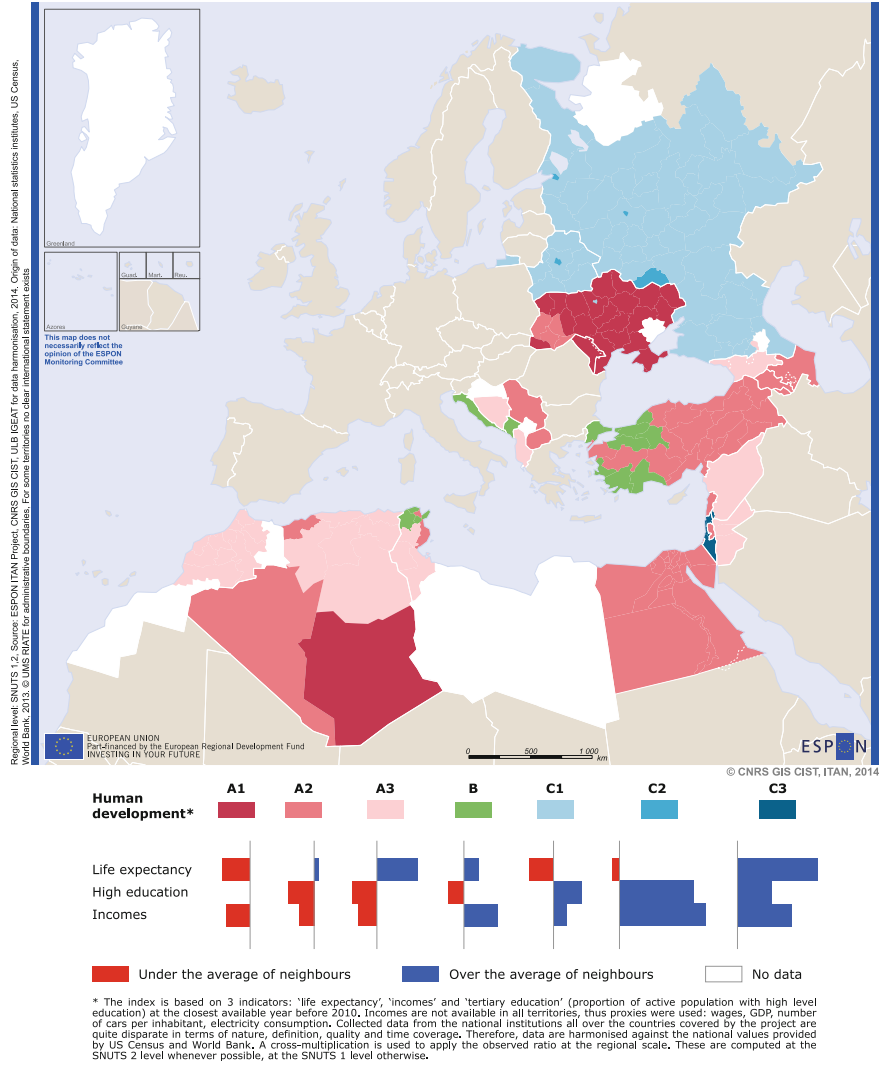 Regional level: SNUTS 1,2. Source: ESPON ITAN Project, CNRS GIS CIST, ULB IGEAT for data harmonisation, 2014. Origin of data: National statistics institutes, US Census,
World Bank, 2013. © UMS RIATE for administrative boundaries. For some territories no clear international statement exists
Greenland
Guad. Mart. Reu.
Azores
Guyane
This map does not
necessarily reflect the
opinion of the ESPON
Monitoring Committee
EUROPEAN UNION
Part-financed by the European Regional Development Fund
INVESTING IN YOUR FUTURE
0 500 1 000
km
ESPON
© CNRS GIS CIST, ITAN, 2014
Human
development*
A1 A2 A3 B C1 C2 C3
Life expectancy
High education
Incomes
Under the average of neighbours
Over the average of neighbours
No data
* The index is based on 3 indicators: 'life expectancy', 'incomes' and 'tertiary education' (proportion of active population with high level
education) at the closest available year before 2010. Incomes are not available in all territories, thus proxies were used: wages, GDP, number
of cars per inhabitant, electricity consumption. Collected data from the national institutions all over the countries covered by the project are
quite disparate in terms of nature, definition, quality and time coverage. Therefore, data are harmonised against the national values provided
by US Census and World Bank. A cross-multiplication is used to apply the observed ratio at the regional scale. These are computed at the
SNUTS 2 level whenever possible, at the SNUTS 1 level otherwise.